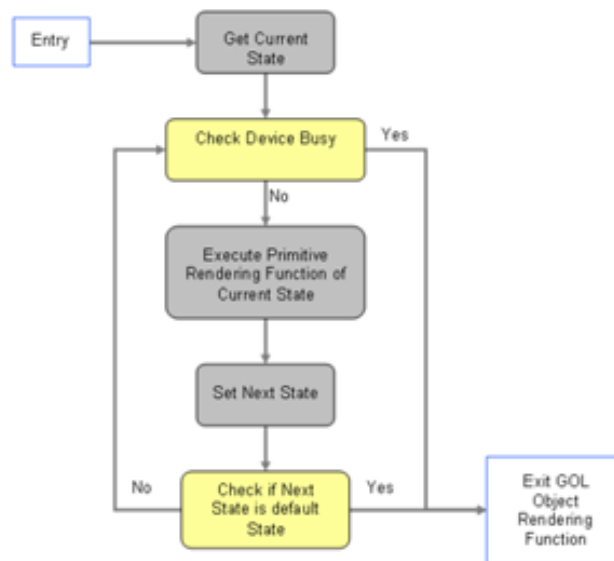 Entry
Get Current
State
Check Device Busy
Yes
No
Execute Primitive
Rendering Function of
Current State
Set Next State
No
Check if Next
State is default
State
Yes
Exit GOL
Object
Rendering
Function